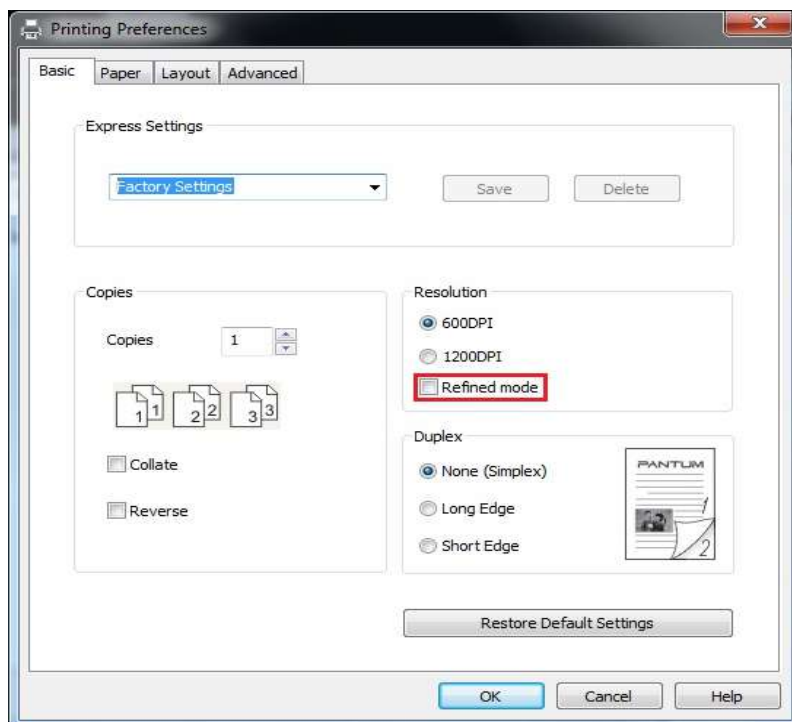 Printing Preferences
Basic Paper Layout Advanced
Express Settings
Factory Settings
Save Delete
Copies
Copies 1
1 1 2 2 3 3
Collate
Reverse
Resolution
600DPI
1200DPI
Refined mode
Duplex
None (Simplex)
Long Edge
Short Edge
PANTUM
1
2
Restore Default Settings
OK Cancel Help